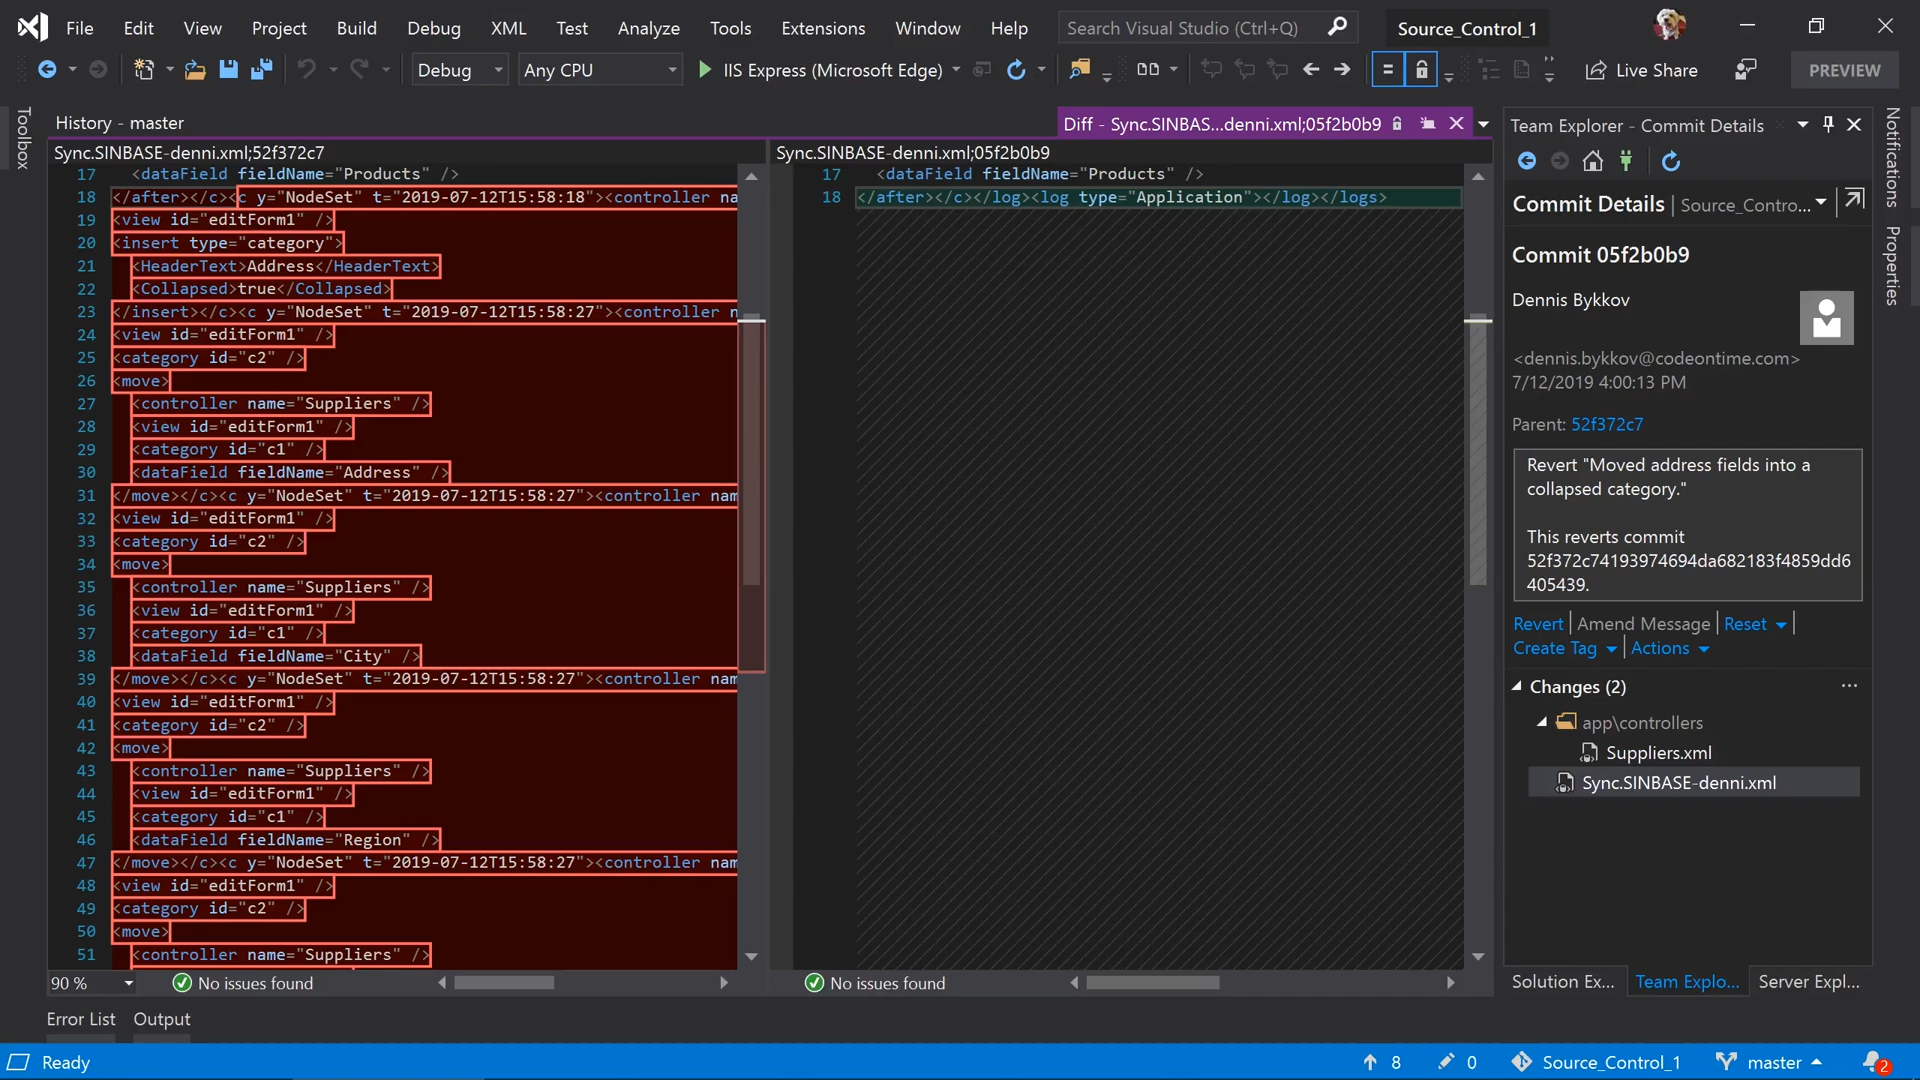 File Edit View Project Build Debug XML Test Analyze Tools Extensions Window Help Search Visual Studio (Ctrl+Q) Source_Control_1
Debug Any CPU IIS Express (Microsoft Edge) Live Share PREVIEW
Toolbox
History - master
Diff - Sync.SINBAS...denni.xml;05f2b0b9
Sync.SINBASE-denni.xml;52f372c7
17 <dataField fieldName="Products" />
18 </after></c><c y="NodeSet" t="2019-07-12T15:58:18"><controller na
19 <view id="editForm1" />
20 <insert type="category">
21 <HeaderText>Address</HeaderText>
22 <Collapsed>true</Collapsed>
23 </insert></c><c y="NodeSet" t="2019-07-12T15:58:27"><controller n
24 <view id="editForm1" />
25 <category id="c2" />
26 <move>
27 <controller name="Suppliers" />
28 <view id="editForm1" />
29 <category id="c1" />
30 <dataField fieldName="Address" />
31 </move></c><c y="NodeSet" t="2019-07-12T15:58:27"><controller nam
32 <view id="editForm1" />
33 <category id="c2" />
34 <move>
35 <controller name="Suppliers" />
36 <view id="editForm1" />
37 <category id="c1" />
38 <dataField fieldName="City" />
39 </move></c><c y="NodeSet" t="2019-07-12T15:58:27"><controller nam
40 <view id="editForm1" />
41 <category id="c2" />
42 <move>
43 <controller name="Suppliers" />
44 <view id="editForm1" />
45 <category id="c1" />
46 <dataField fieldName="Region" />
47 </move></c><c y="NodeSet" t="2019-07-12T15:58:27"><controller nam
48 <view id="editForm1" />
49 <category id="c2" />
50 <move>
51 <controller name="Suppliers" />
90 % No issues found
Sync.SINBASE-denni.xml;05f2b0b9
17 <dataField fieldName="Products" />
18 </after></c></log><log type="Application"></log></logs>
No issues found
Team Explorer - Commit Details
Commit Details | Source_Contro...
Commit 05f2b0b9
Dennis Bykkov
<dennis.bykkov@codeontime.com>
7/12/2019 4:00:13 PM
Parent: 52f372c7
Revert "Moved address fields into a
collapsed category."
This reverts commit
52f372c74193974694da682183f4859dd6
405439.
Revert | Amend Message | Reset |
Create Tag | Actions
Changes (2) ...
app\controllers
Suppliers.xml
Sync.SINBASE-denni.xml
Solution Ex... Team Explo... Server Expl...
Notifications
Properties
Error List Output
Ready 8 0 Source_Control_1 master 2